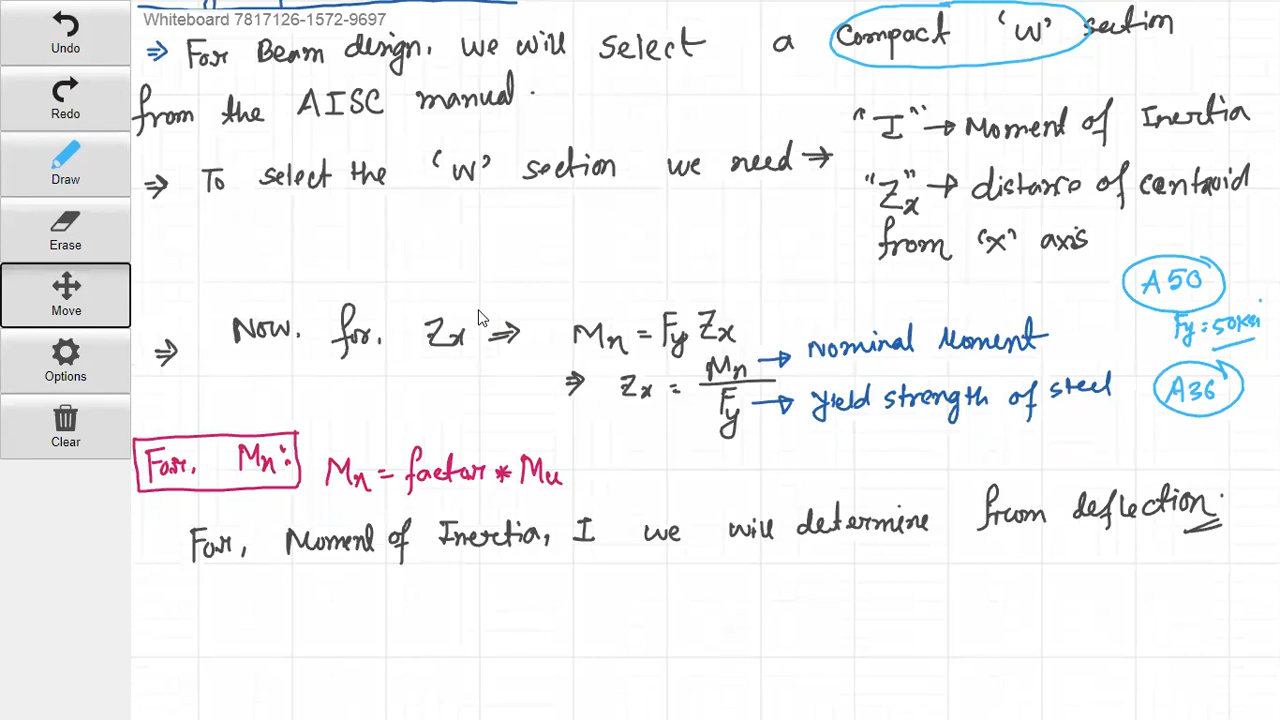 Undo
Redo
Draw
Erase
Move
Options
Clear
Whiteboard 7817126-1572-9697
⇒ For Beam design, we will select a Compact 'W' section
from the AISC manual.
⇒ To select the 'W' section we need ⇒
"I" → Moment of Inertia
"Zx" → distance of centroid
from 'x' axis
⇒ Now, for, Zx ⇒ Mn = Fy Zx
⇒ Zx = Mn / Fy
→ Nominal Moment
→ Yield strength of steel
A50
Fy = 50ksi
A36
For, Mn: Mn = factor * Mu
For, Moment of Inertia, I we will determine from deflection.